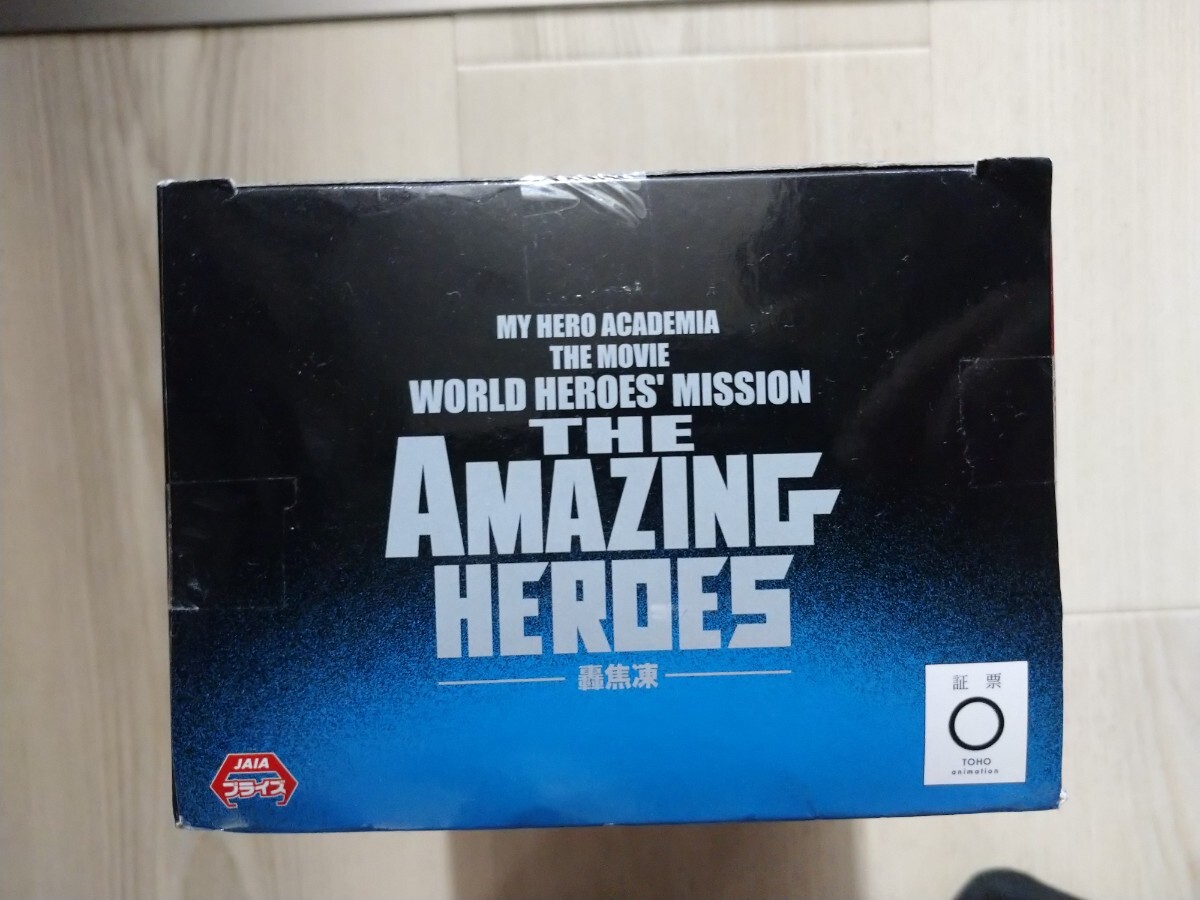 MY HERO ACADEMIA
THE MOVIE
WORLD HEROES' MISSION
THE
AMAZING
HEROES
轟焦凍
証 票
TOHO
animation
JAIA
プライズ